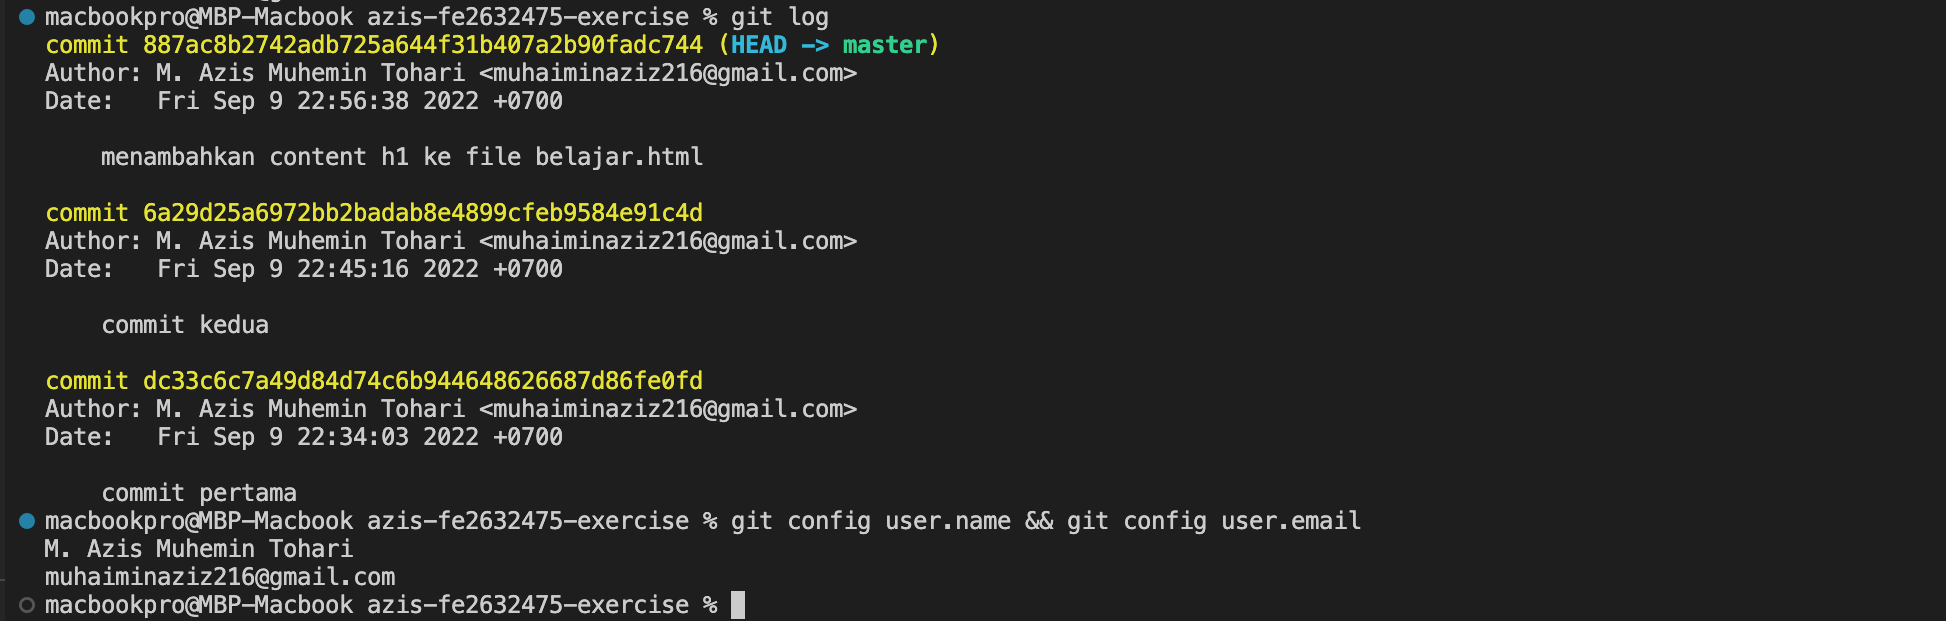 macbookpro@MBP-Macbook azis-fe2632475-exercise % git log
commit 887ac8b2742adb725a644f31b407a2b90fadc744 (HEAD -> master)
Author: M. Azis Muhemin Tohari <muhaiminaziz216@gmail.com>
Date:   Fri Sep 9 22:56:38 2022 +0700
menambahkan content h1 ke file belajar.html
commit 6a29d25a6972bb2badab8e4899cfeb9584e91c4d
Author: M. Azis Muhemin Tohari <muhaiminaziz216@gmail.com>
Date:   Fri Sep 9 22:45:16 2022 +0700
commit kedua
commit dc33c6c7a49d84d74c6b944648626687d86fe0fd
Author: M. Azis Muhemin Tohari <muhaiminaziz216@gmail.com>
Date:   Fri Sep 9 22:34:03 2022 +0700
commit pertama
macbookpro@MBP-Macbook azis-fe2632475-exercise % git config user.name && git config user.email
M. Azis Muhemin Tohari
muhaiminaziz216@gmail.com
macbookpro@MBP-Macbook azis-fe2632475-exercise %